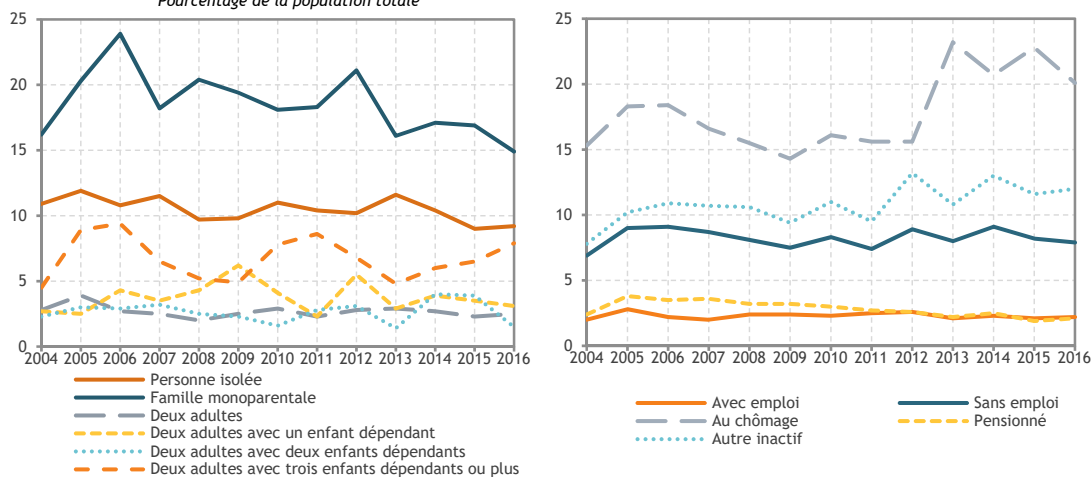 Pourcentage de la population totale
25
20
15
10
5
0
2004 2005 2006 2007 2008 2009 2010 2011 2012 2013 2014 2015 2016
Personne isolée
Famille monoparentale
Deux adultes
Deux adultes avec un enfant dépendant
Deux adultes avec deux enfants dépendants
Deux adultes avec trois enfants dépendants ou plus
25
20
15
10
5
0
2004 2005 2006 2007 2008 2009 2010 2011 2012 2013 2014 2015 2016
Avec emploi
Sans emploi
Au chômage
Pensionné
Autre inactif